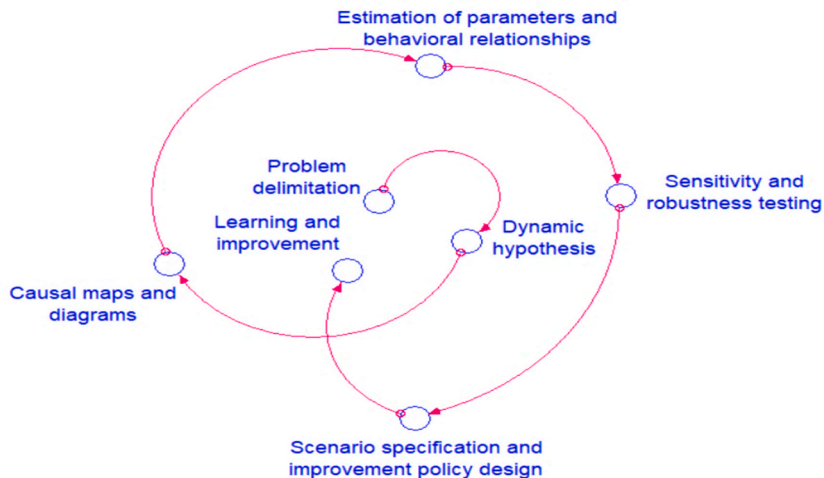 Estimation of parameters and
behavioral relationships
Problem
delimitation
Sensitivity and
robustness testing
Learning and
improvement
Dynamic
hypothesis
Causal maps and
diagrams
Scenario specification and
improvement policy design